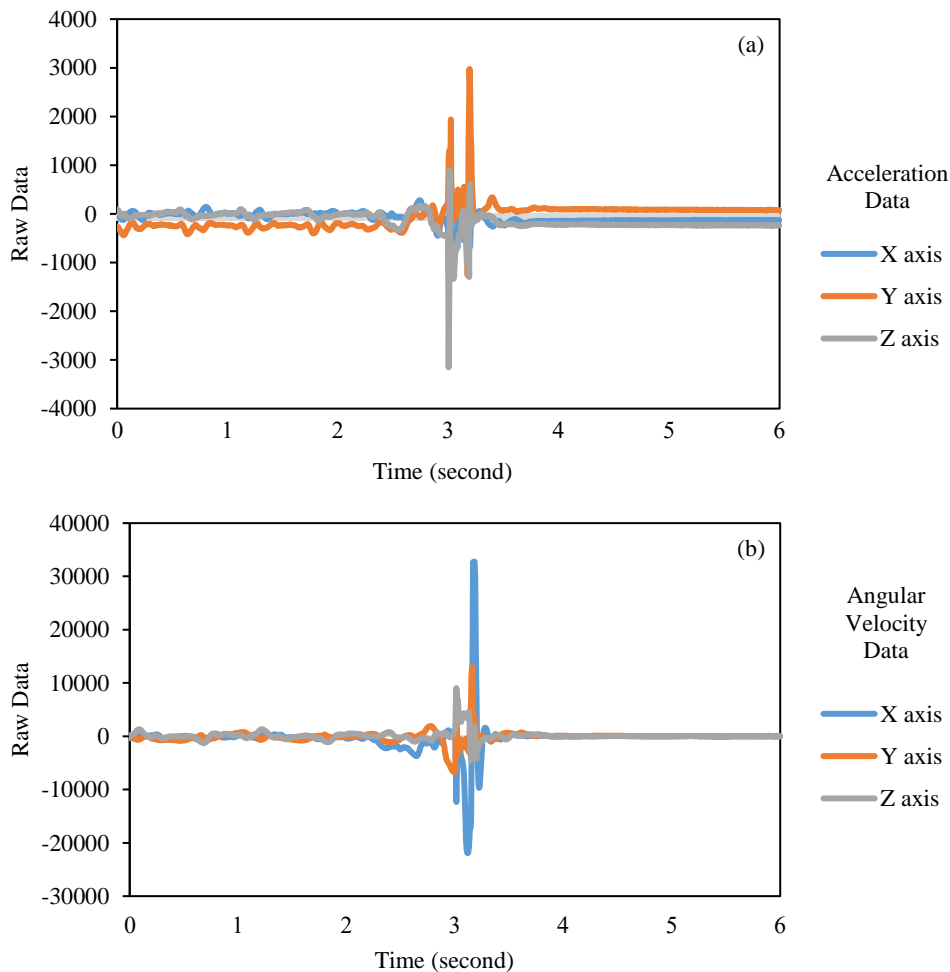 (a)
4000
3000
2000
1000
0
-1000
-2000
-3000
-4000
Raw Data
0 1 2 3 4 5 6
Time (second)
Acceleration
Data
X axis
Y axis
Z axis
(b)
40000
30000
20000
10000
0
-10000
-20000
-30000
Raw Data
0 1 2 3 4 5 6
Time (second)
Angular
Velocity
Data
X axis
Y axis
Z axis